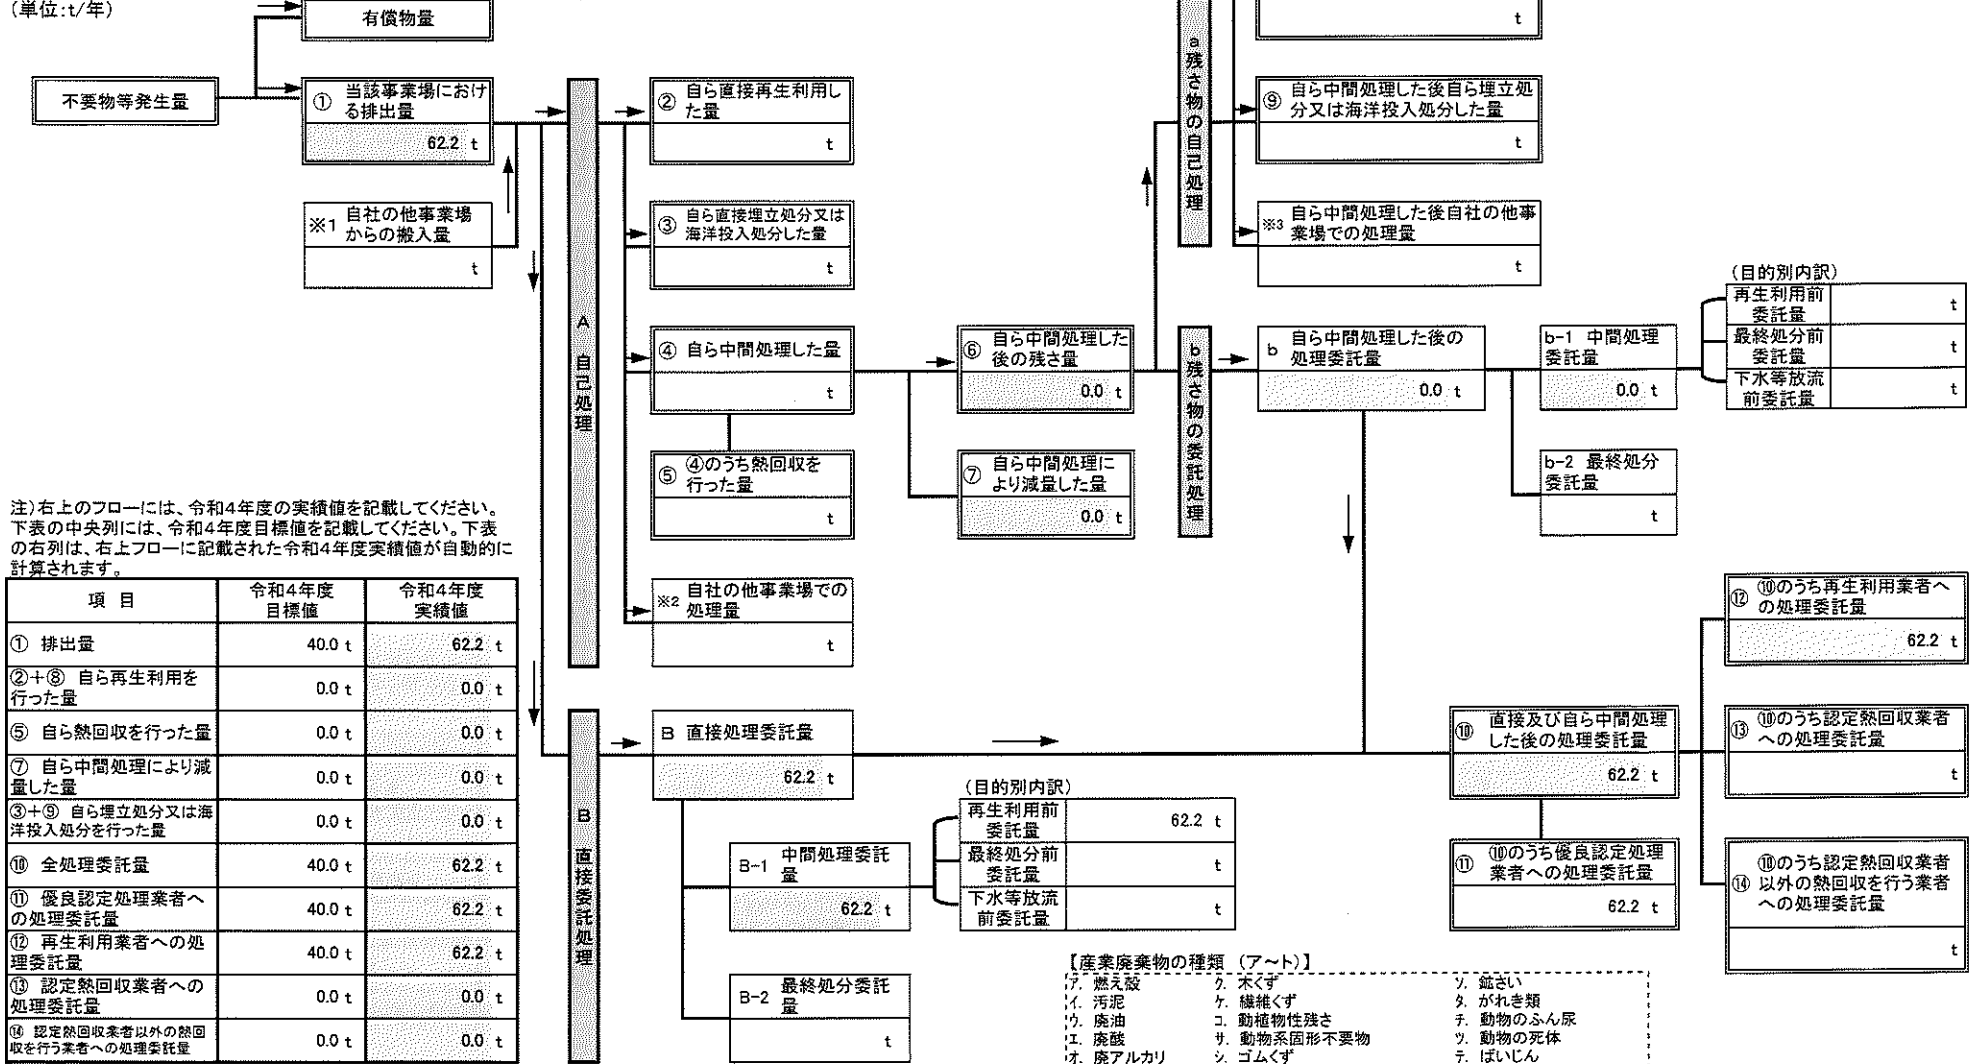 (単位:t/年)
有償物量
不要物等発生量
① 当該事業場におけ
る排出量
62.2 t
※1 自社の他事業場
からの搬入量
t
A 自己処理
② 自ら直接再生利用し
た量
t
③ 自ら直接埋立処分又は
海洋投入処分した量
t
④ 自ら中間処理した量
t
⑤ ④のうち熱回収を
行った量
t
※2 自社の他事業場での
処理量
t
⑥ 自ら中間処理した
後の残さ量
0.0 t
⑦ 自ら中間処理に
より減量した量
0.0 t
a 残さ物の自己処理
t
⑨ 自ら中間処理した後自ら埋立処
分又は海洋投入処分した量
t
※3 自ら中間処理した後自社の他事
業場での処理量
t
b 残さ物の委託処理
b 自ら中間処理した後の
処理委託量
0.0 t
b-1 中間処理
委託量
0.0 t
b-2 最終処分
委託量
t
(目的別内訳)
再生利用前
委託量
t
最終処分前
委託量
t
下水等放流
前委託量
t
注)右上のフローには、令和4年度の実績値を記載してください。
下表の中央列には、令和4年度目標値を記載してください。下表
の右列は、右上フローに記載された令和4年度実績値が自動的に
計算されます。
項 目 令和4年度
目標値 令和4年度
実績値
① 排出量 40.0 t 62.2 t
②+⑧ 自ら再生利用を
行った量 0.0 t 0.0 t
⑤ 自ら熱回収を行った量 0.0 t 0.0 t
⑦ 自ら中間処理により減
量した量 0.0 t 0.0 t
③+⑨ 自ら埋立処分又は海
洋投入処分を行った量 0.0 t 0.0 t
⑩ 全処理委託量 40.0 t 62.2 t
⑪ 優良認定処理業者へ
の処理委託量 40.0 t 62.2 t
⑫ 再生利用業者への処
理委託量 40.0 t 62.2 t
⑬ 認定熱回収業者への
処理委託量 0.0 t 0.0 t
⑭ 認定熱回収業者以外の熱回
収を行う業者への処理委託量 0.0 t 0.0 t
B 直接委託処理
B 直接処理委託量
62.2 t
B-1 中間処理委託
量
62.2 t
B-2 最終処分委託
量
t
(目的別内訳)
再生利用前
委託量
62.2 t
最終処分前
委託量
t
下水等放流
前委託量
t
⑩ 直接及び自ら中間処理
した後の処理委託量
62.2 t
⑪ ⑩のうち優良認定処理
業者への処理委託量
62.2 t
⑫ ⑩のうち再生利用業者へ
の処理委託量
62.2 t
⑬ ⑩のうち認定熱回収業者
への処理委託量
t
⑭ ⑩のうち認定熱回収業者
以外の熱回収を行う業者
への処理委託量
t
【産業廃棄物の種類 (ア~ト)】
ア. 燃え殻 ク. 木くず ソ. 鉱さい
イ. 汚泥 ケ. 繊維くず タ. がれき類
ウ. 廃油 コ. 動植物性残さ チ. 動物のふん尿
エ. 廃酸 サ. 動物系固形不要物 ツ. 動物の死体
オ. 廃アルカリ シ. ゴムくず テ. ばいじん